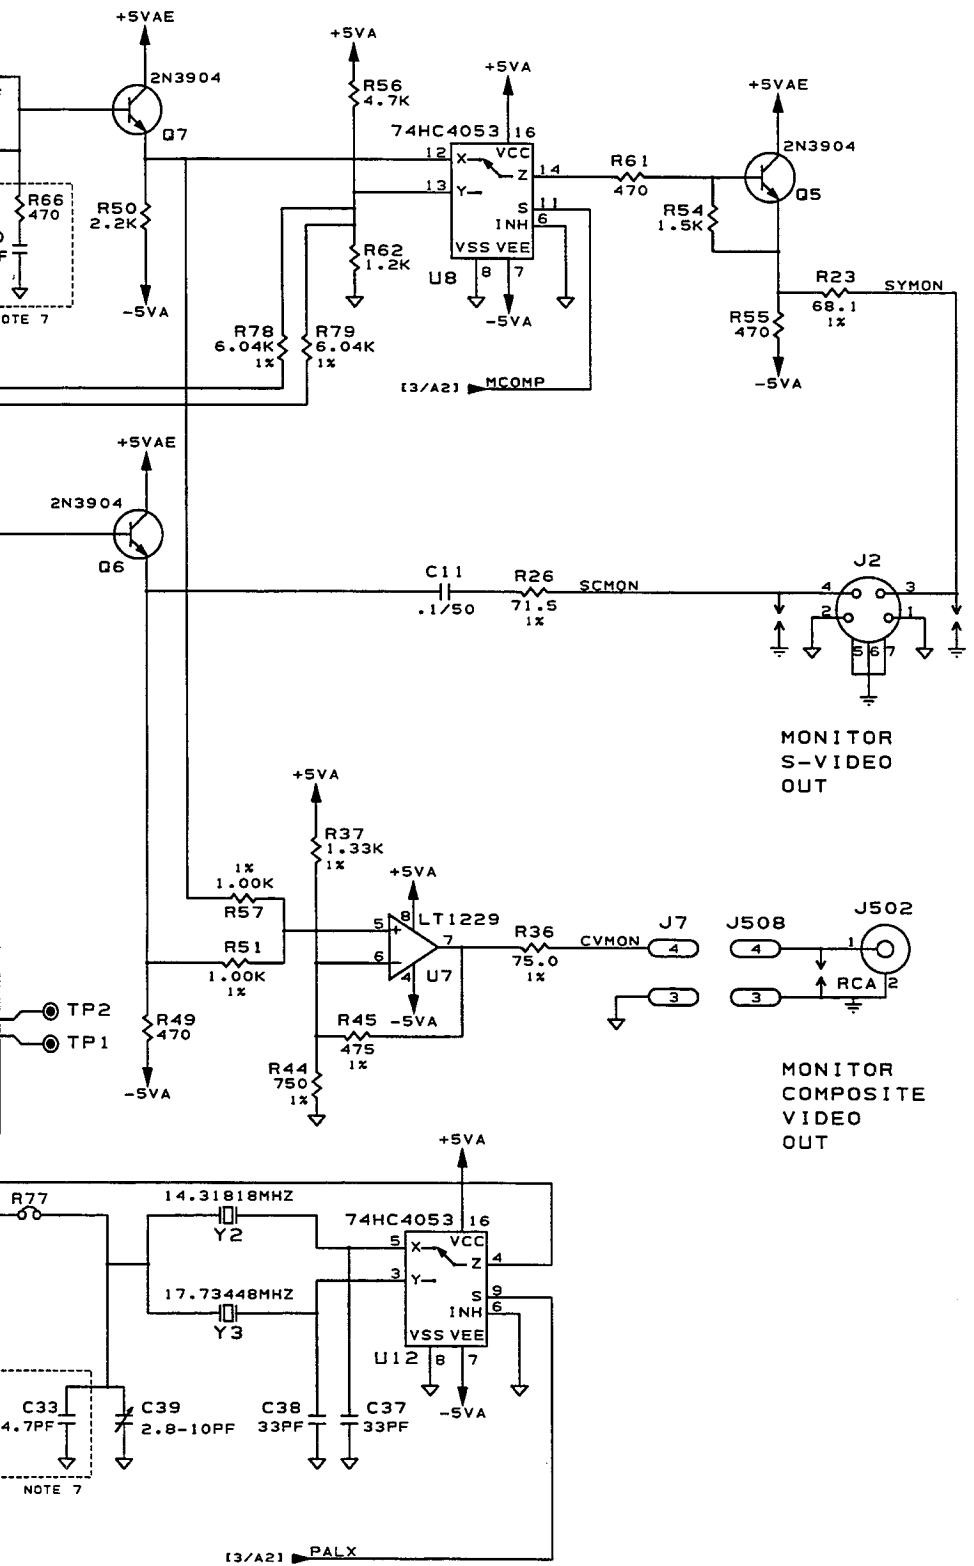 +5VAE
2N3904
Q7
R66
470
F
OTE 7
R50
2.2K
-5VA
+5VA
R56
4.7K
R62
1.2K
R78
6.04K
1%
R79
6.04K
1%
+5VA
74HC4053
16
12
X
VCC
Z
14
13
Y
S
11
INH
6
VSS
VEE
U8
8
7
-5VA
[3/A2]
MCOMP
R61
470
R54
1.5K
+5VAE
2N3904
Q5
R55
470
-5VA
R23
68.1
1%
SYMON
+5VAE
2N3904
Q6
C11
.1/50
R26
71.5
1%
SCMON
J2
4
3
2
1
5
6
7
MONITOR
S-VIDEO
OUT
+5VA
R37
1.33K
1%
1%
1.00K
R57
R51
1.00K
1%
+5VA
8
LT1229
5
+
6
-
7
4
U7
-5VA
R36
75.0
1%
CVMON
J7
4
3
J508
4
3
J502
1
RCA
2
TP2
TP1
R49
470
-5VA
R45
475
1%
R44
750
1%
MONITOR
COMPOSITE
VIDEO
OUT
R77
14.31818MHZ
Y2
17.73448MHZ
Y3
+5VA
74HC4053
16
5
X
VCC
Z
4
3
Y
S
9
INH
6
VSS
VEE
U12
8
7
-5VA
C33
4.7PF
C39
2.8-10PF
C38
33PF
C37
33PF
NOTE 7
[3/A2]
PALX